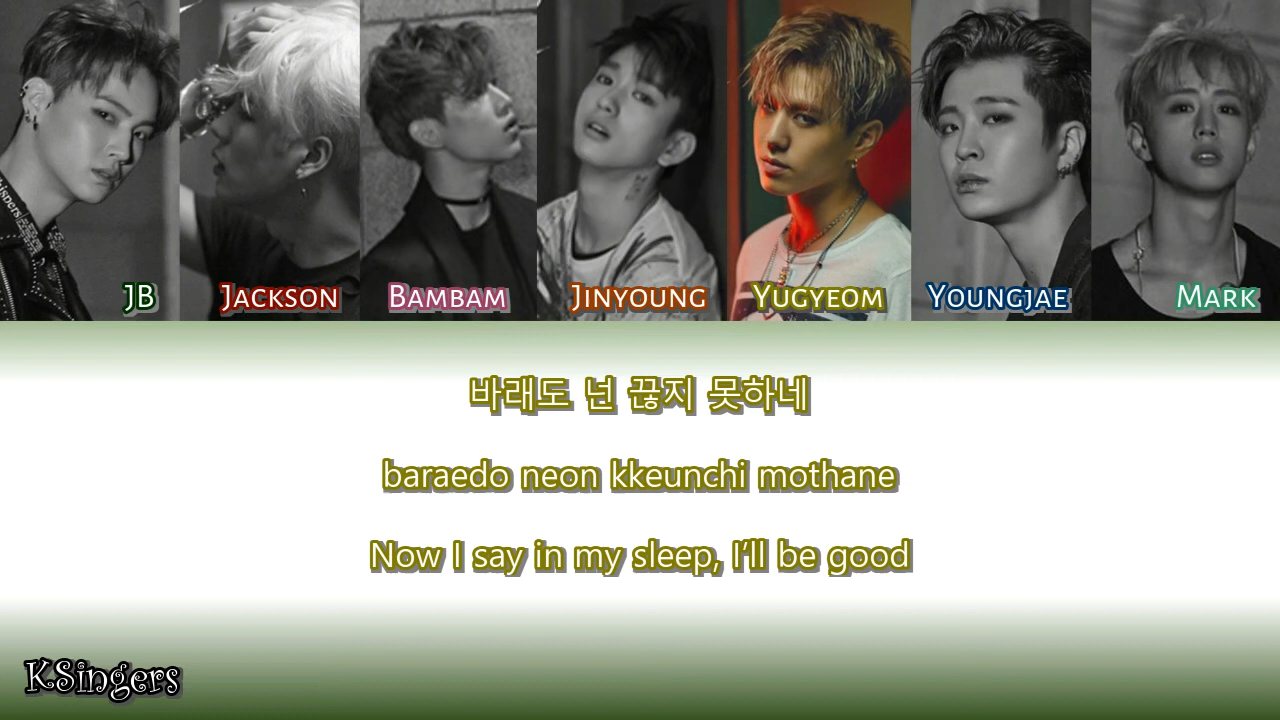 JB
Jackson
Bambam
Jinyoung
Yugyeom
Youngjae
Mark
바래도 넌 끊지 못하네
baraedo neon kkeunchi mothane
Now I say in my sleep, I'll be good
KSingers